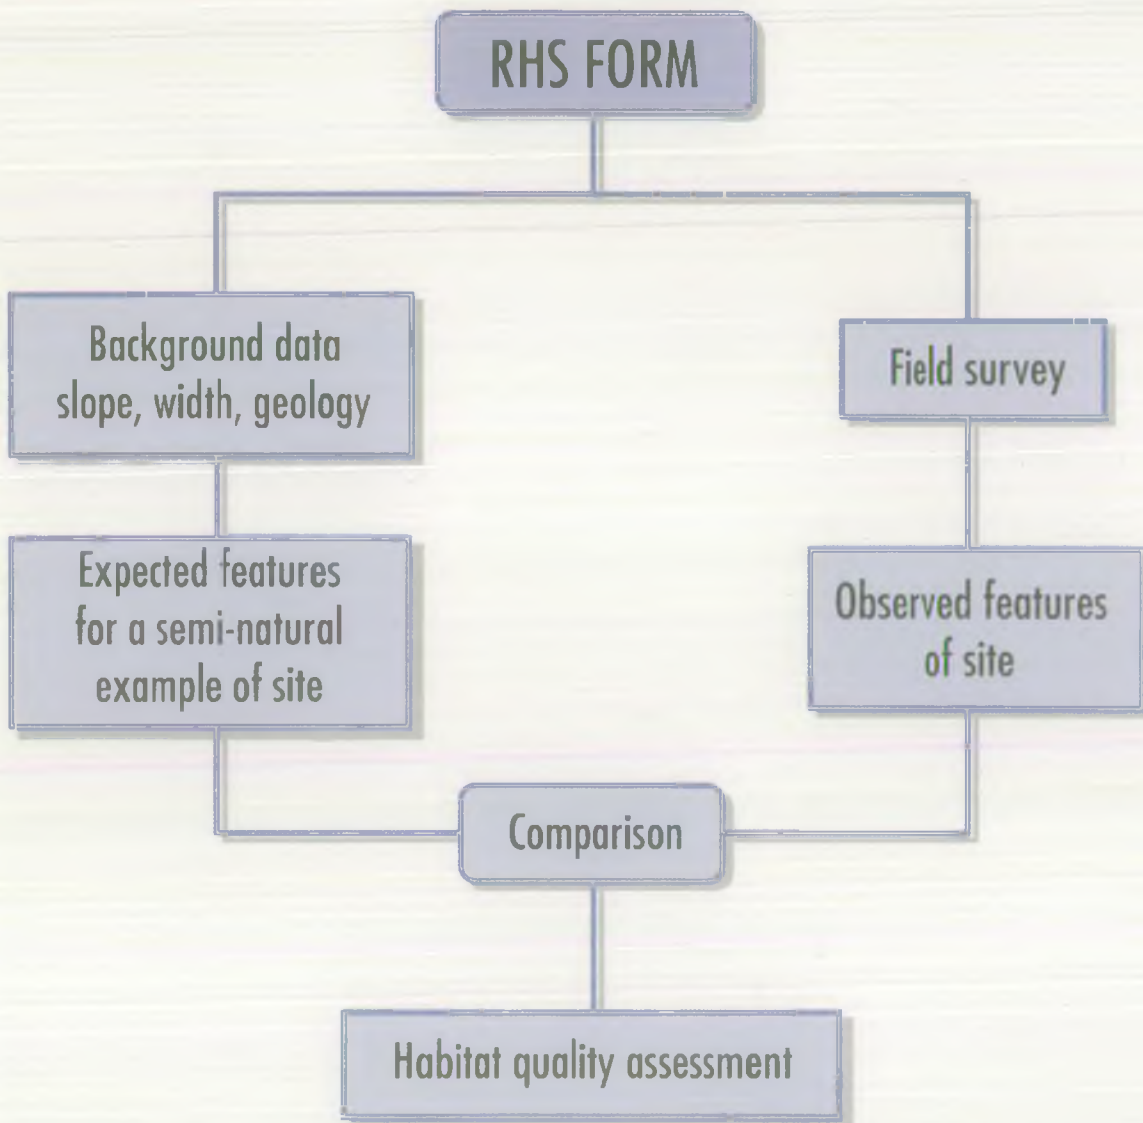 RHS FORM
Background data
slope, width, geology
Field survey
Expected features
for a semi-natural
example of site
Observed features
of site
Comparison
Habitat quality assessment